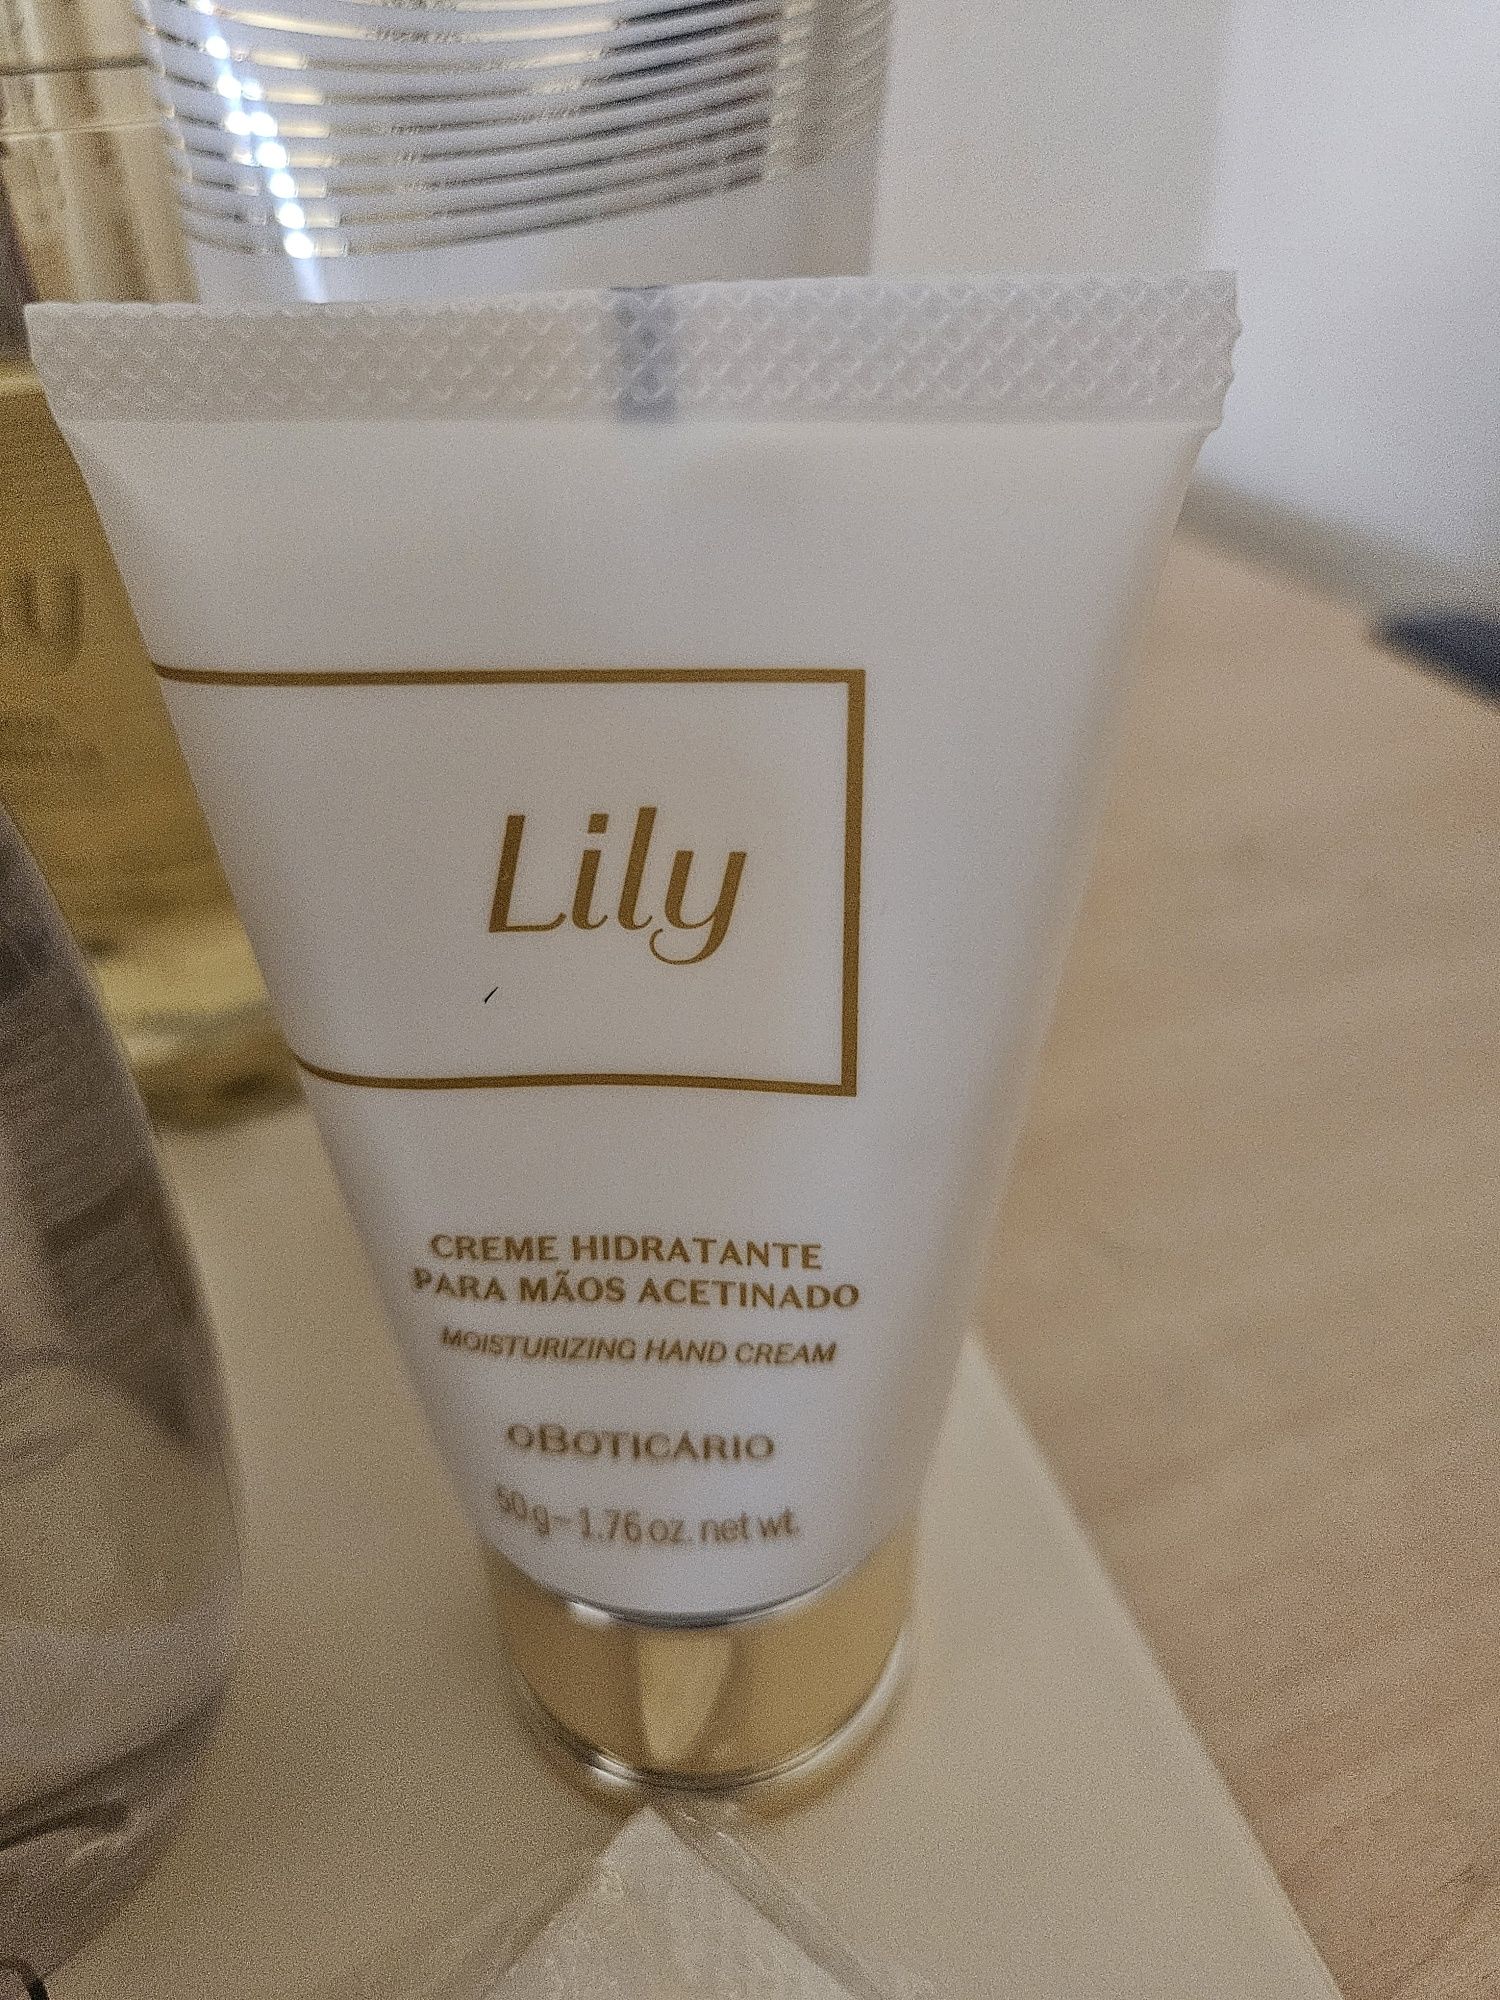 Lily
CREME HIDRATANTE
PARA MÃOS ACETINADO
MOISTURIZING HAND CREAM
oBOTICÁRIO
50 g – 1.76 oz. net wt.